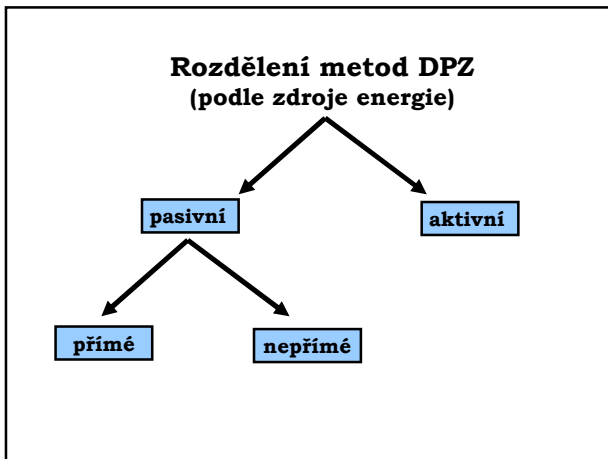 Rozdělení metod DPZ
(podle zdroje energie)
pasivní
aktivní
přímé
nepřímé